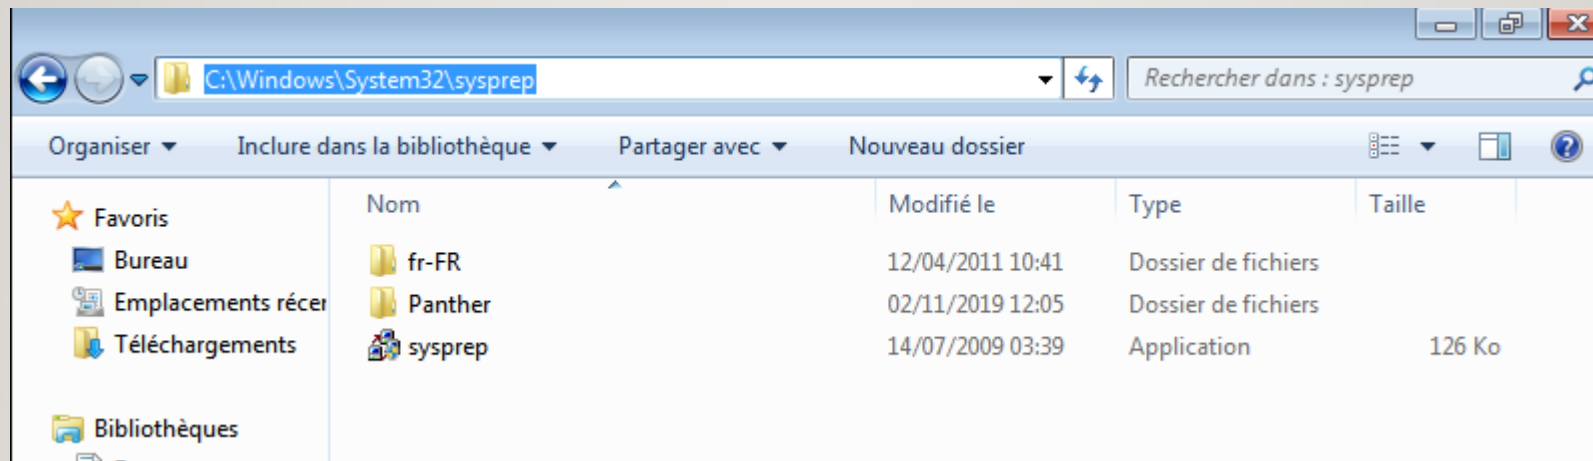 C:\Windows\System32\sysprep
Rechercher dans : sysprep
Organiser Inclure dans la bibliothèque Partager avec Nouveau dossier
Favoris
Bureau
Emplacements récer
Téléchargements
Bibliothèques
Nom Modifié le Type Taille
fr-FR 12/04/2011 10:41 Dossier de fichiers
Panther 02/11/2019 12:05 Dossier de fichiers
sysprep 14/07/2009 03:39 Application 126 Ko